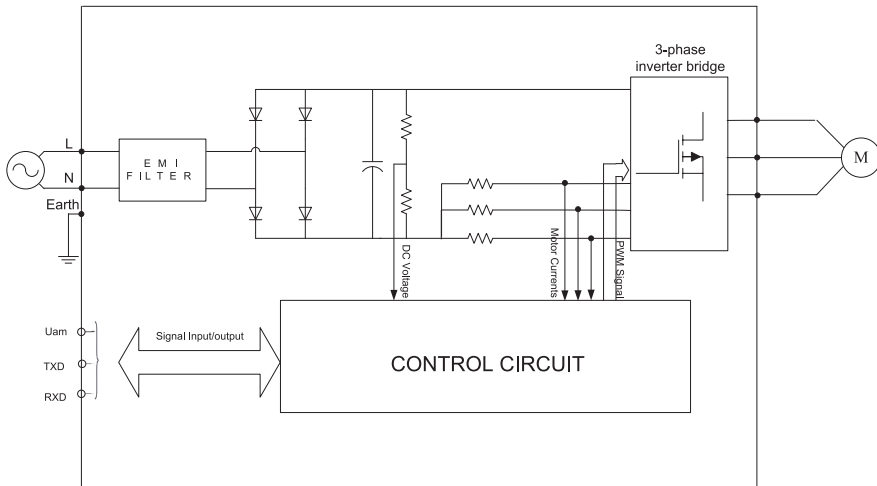 3-phase
inverter bridge
L
E M I
F I L T E R
N
Earth
M
DC Voltage
Motor Currents
PWM Signal
Uam
TXD
RXD
Signal Input/output
CONTROL CIRCUIT